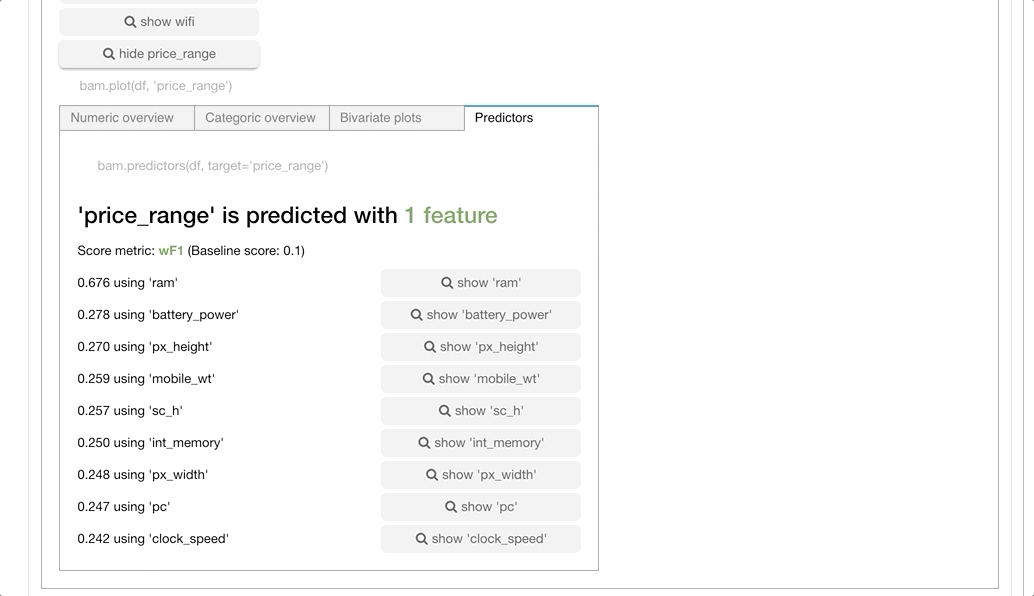 show wifi
hide price_range
bam.plot(df, 'price_range')
Numeric overview Categoric overview Bivariate plots Predictors
bam.predictors(df, target='price_range')
'price_range' is predicted with 1 feature
Score metric: wF1 (Baseline score: 0.1)
0.676 using 'ram' show 'ram'
0.278 using 'battery_power' show 'battery_power'
0.270 using 'px_height' show 'px_height'
0.259 using 'mobile_wt' show 'mobile_wt'
0.257 using 'sc_h' show 'sc_h'
0.250 using 'int_memory' show 'int_memory'
0.248 using 'px_width' show 'px_width'
0.247 using 'pc' show 'pc'
0.242 using 'clock_speed' show 'clock_speed'